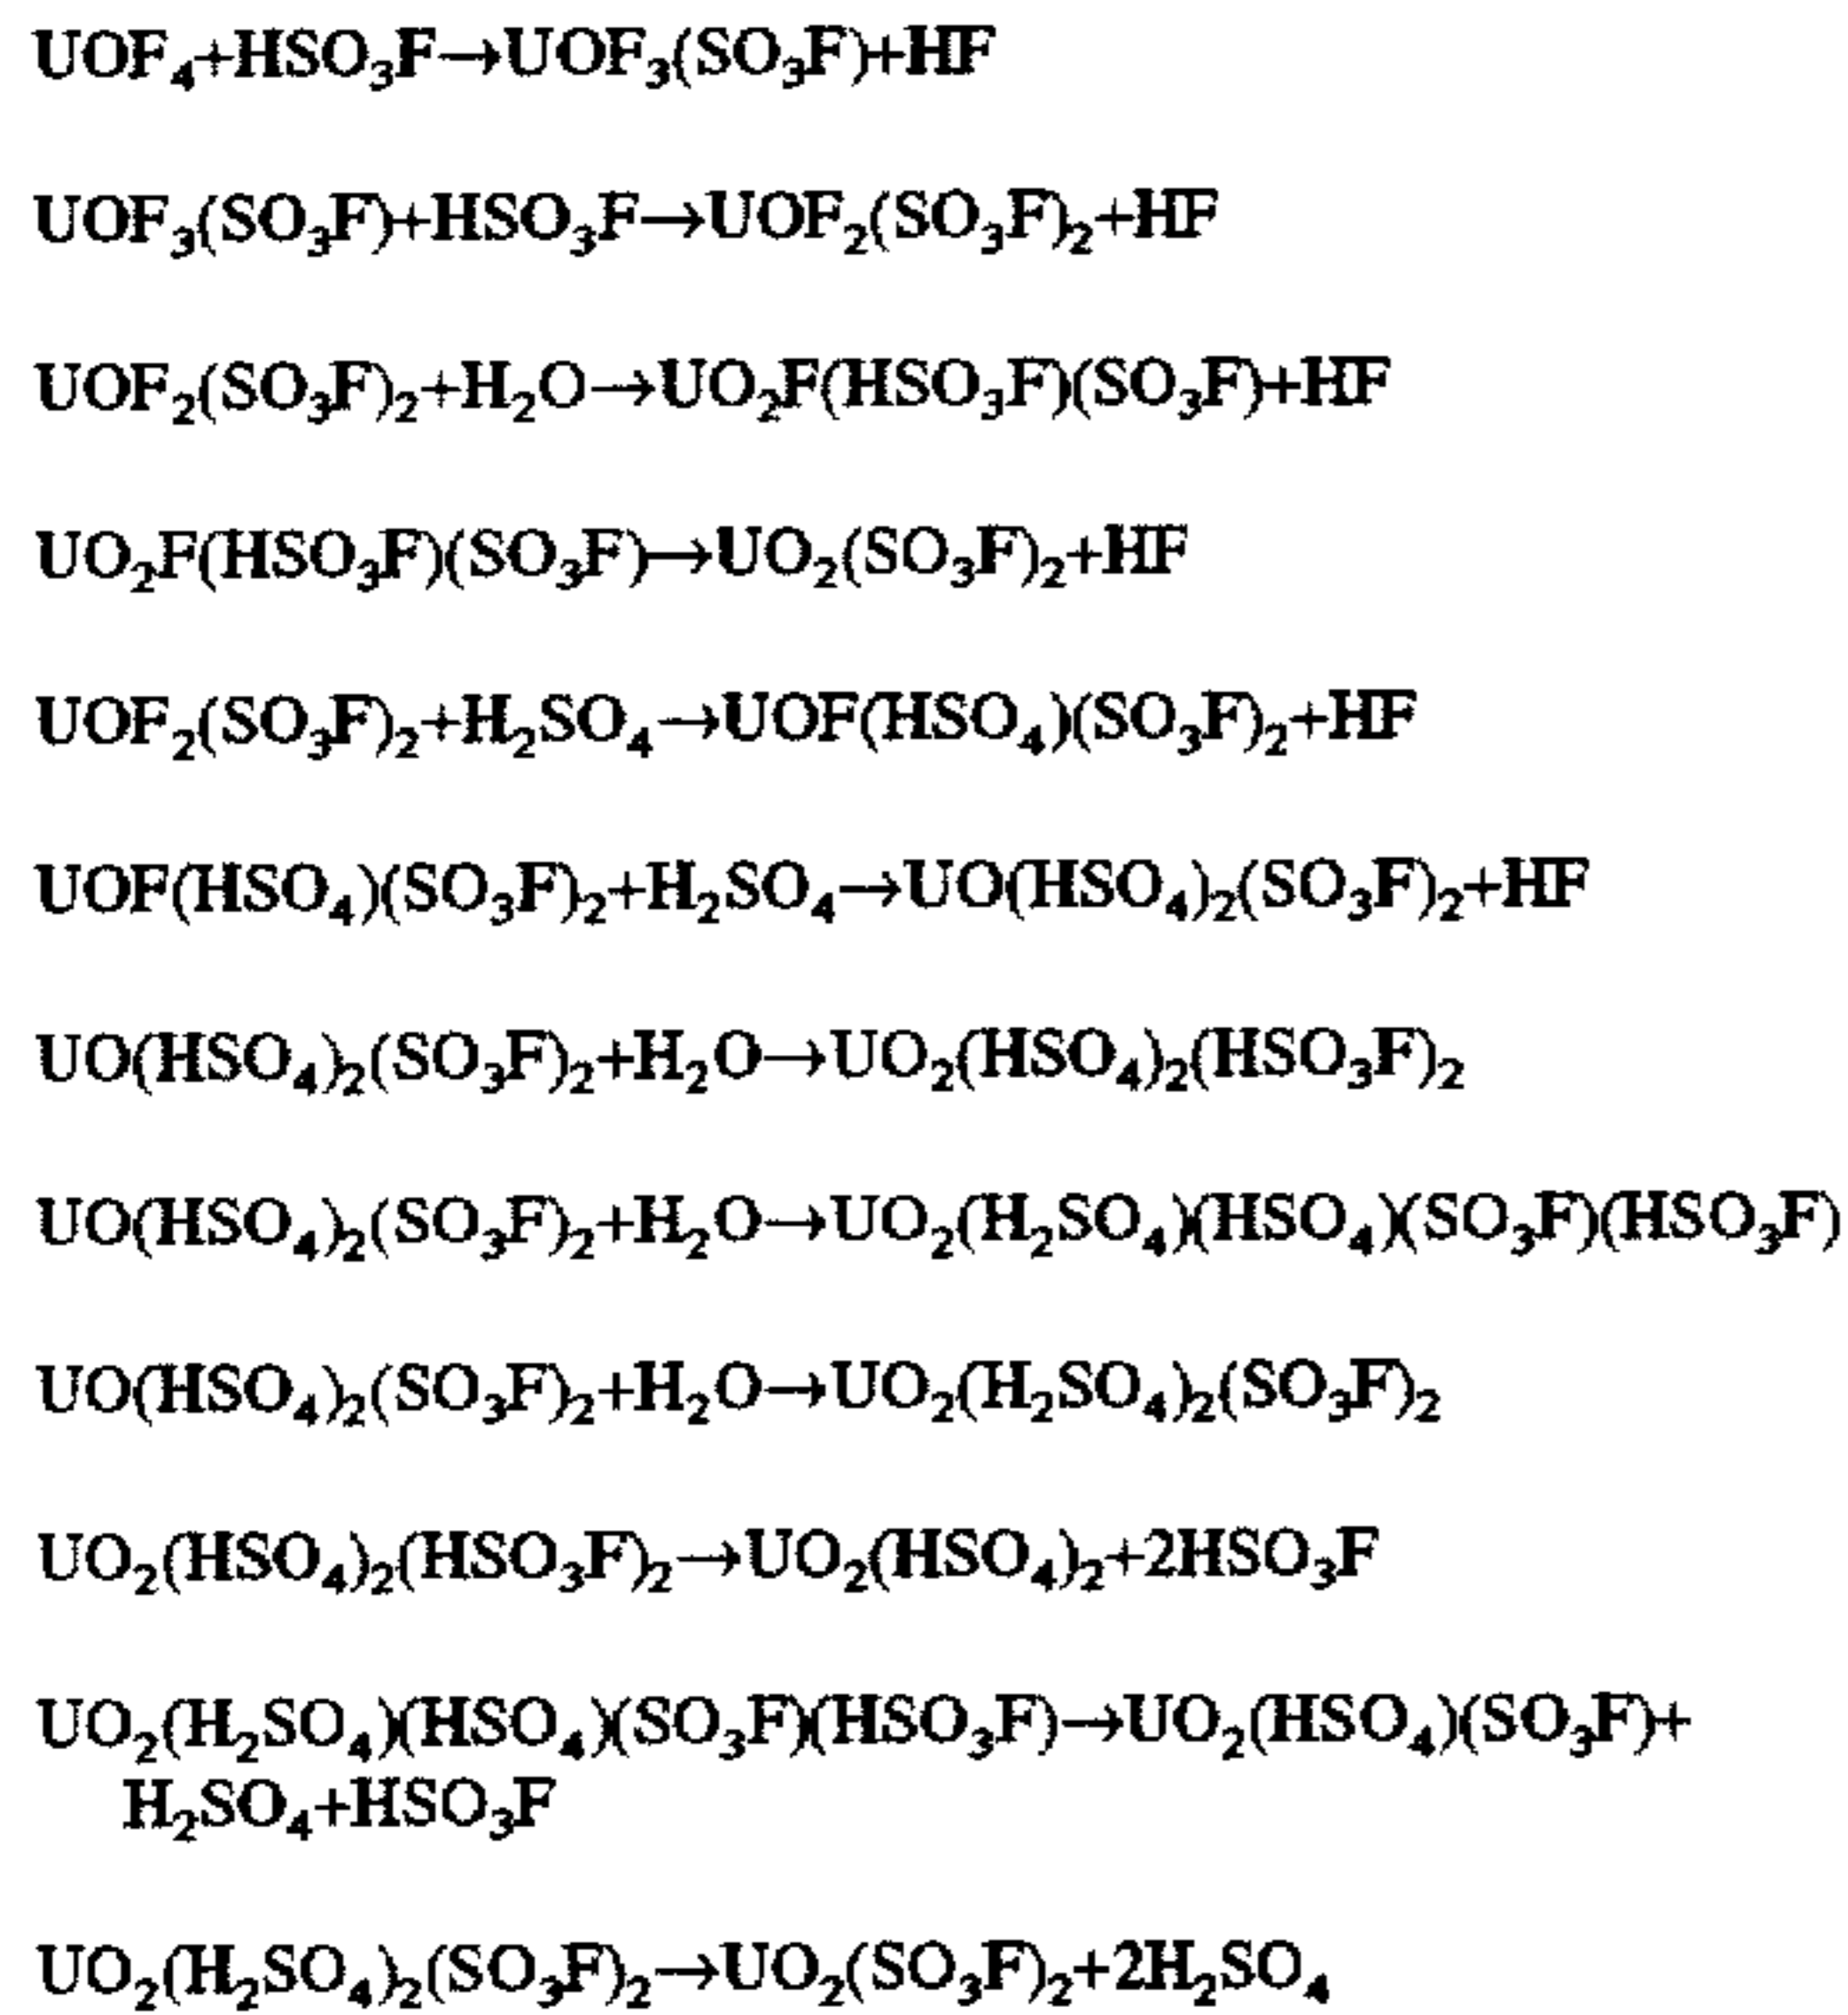 UOF₄+HSO₃F→UOF₃(SO₃F)+HF
UOF₃(SO₃F)+HSO₃F→UOF₂(SO₃F)₂+HF
UOF₂(SO₃F)₂+H₂O→UO₂F(HSO₃F)(SO₃F)+HF
UO₂F(HSO₃F)(SO₃F)→UO₂(SO₃F)₂+HF
UOF₂(SO₃F)₂+H₂SO₄→UOF(HSO₄)(SO₃F)₂+HF
UOF(HSO₄)(SO₃F)₂+H₂SO₄→UO(HSO₄)₂(SO₃F)₂+HF
UO(HSO₄)₂(SO₃F)₂+H₂O→UO₂(HSO₄)₂(HSO₃F)₂
UO(HSO₄)₂(SO₃F)₂+H₂O→UO₂(H₂SO₄)(HSO₄)(SO₃F)(HSO₃F)
UO(HSO₄)₂(SO₃F)₂+H₂O→UO₂(H₂SO₄)₂(SO₃F)₂
UO₂(HSO₄)₂(HSO₃F)₂→UO₂(HSO₄)₂+2HSO₃F
UO₂(H₂SO₄)(HSO₄)(SO₃F)(HSO₃F)→UO₂(HSO₄)(SO₃F)+
H₂SO₄+HSO₃F
UO₂(H₂SO₄)₂(SO₃F)₂→UO₂(SO₃F)₂+2H₂SO₄